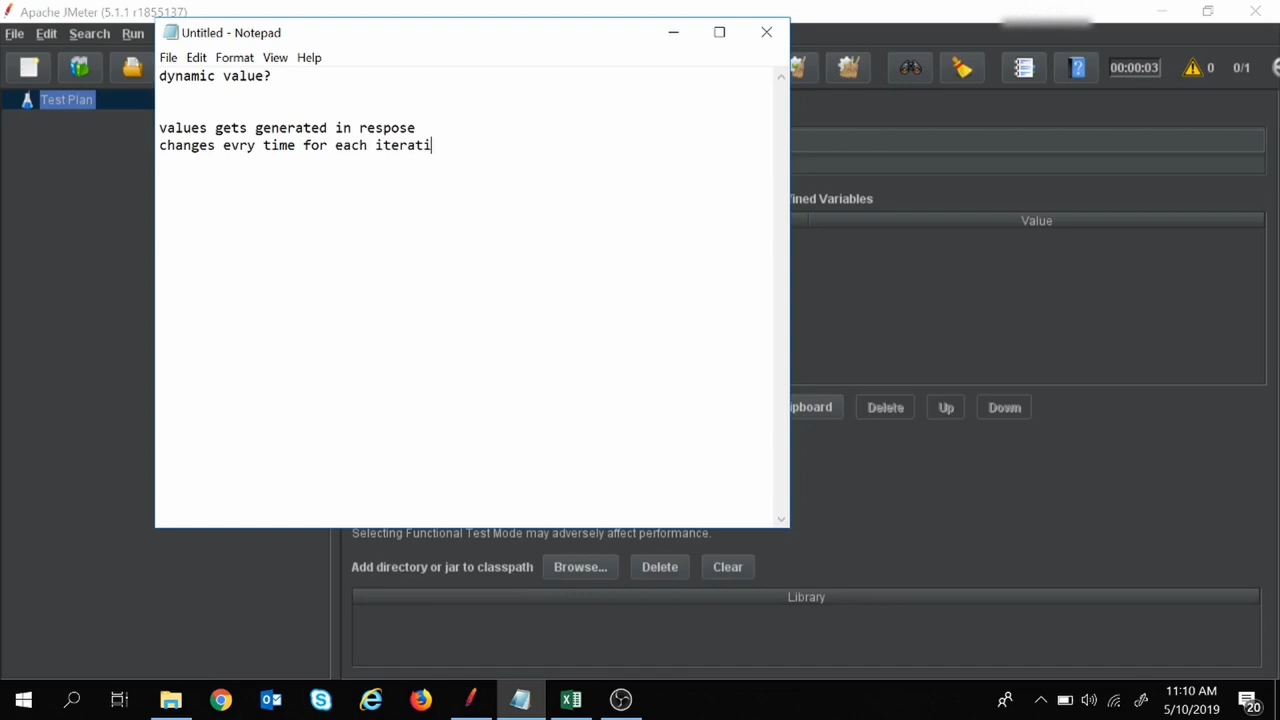 Apache JMeter (5.1.1 r1855137)
File Edit Search Run
Untitled - Notepad
File Edit Format View Help
dynamic value?
values gets generated in respose
changes evry time for each iterati
00:00:03 0 0/1
Test Plan
fined Variables
Value
pboard Delete Up Down
Selecting Functional Test Mode may adversely affect performance.
Add directory or jar to classpath Browse... Delete Clear
Library
11:10 AM
5/10/2019
20